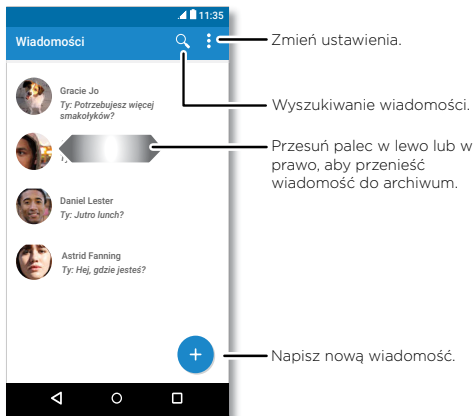 11:35
Wiadomości
Zmień ustawienia.
Gracie Jo
Ty: Potrzebujesz więcej
smakołyków?
Wyszukiwanie wiadomości.
Przesuń palec w lewo lub w
prawo, aby przenieść
wiadomość do archiwum.
Daniel Lester
Ty: Jutro lunch?
Astrid Fanning
Ty: Hej, gdzie jesteś?
Napisz nową wiadomość.